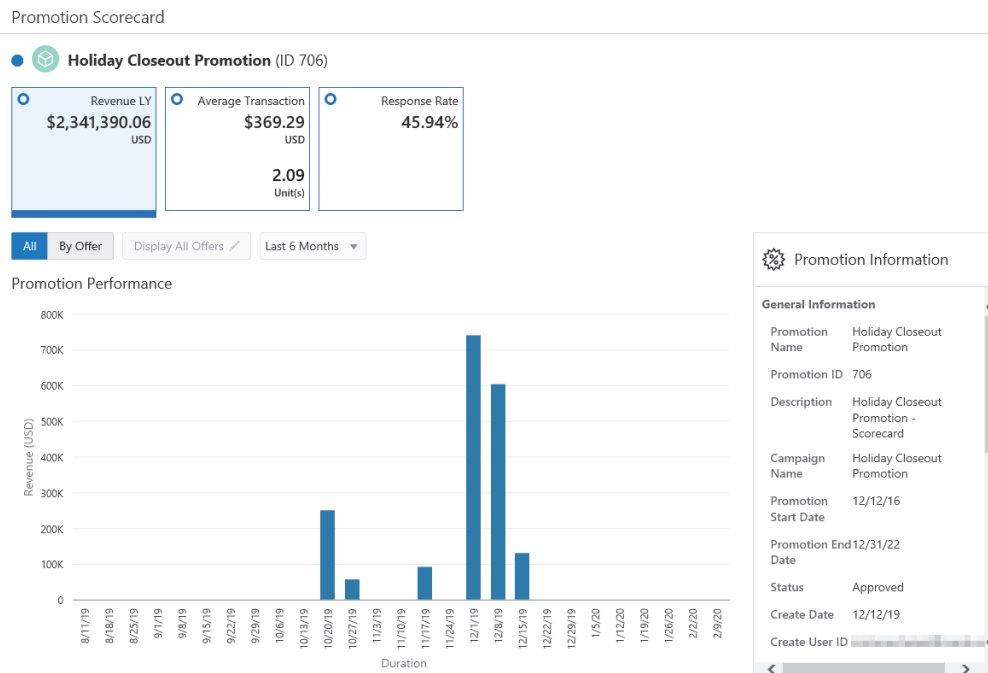 Promotion Scorecard
Holiday Closeout Promotion (ID 706)
Revenue LY
$2,341,390.06
USD
Average Transaction
$369.29
USD
2.09
Unit(s)
Response Rate
45.94%
All
By Offer
Display All Offers
Last 6 Months
Promotion Performance
800K
700K
600K
500K
400K
300K
200K
100K
0
Revenue (USD)
8/11/19
8/18/19
8/25/19
9/1/19
9/8/19
9/15/19
9/22/19
9/29/19
10/6/19
10/13/19
10/20/19
10/27/19
11/3/19
11/10/19
11/17/19
11/24/19
12/1/19
12/8/19
12/15/19
12/22/19
12/29/19
1/5/20
1/12/20
1/19/20
1/26/20
2/2/20
2/9/20
Duration
Promotion Information
General Information
Promotion Name
Holiday Closeout
Promotion
Promotion ID 706
Description
Holiday Closeout
Promotion -
Scorecard
Campaign Name
Holiday Closeout
Promotion
Promotion Start Date
12/12/16
Promotion End Date
12/31/22
Status Approved
Create Date 12/12/19
Create User ID